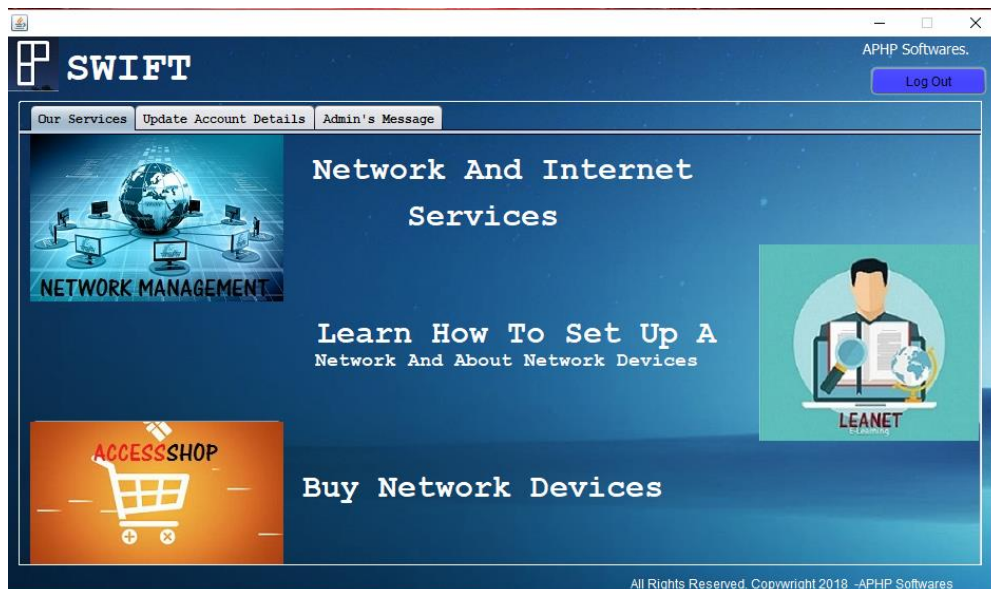 SWIFT
APHP Softwares.
Log Out
Our Services
Update Account Details
Admin's Message
NETWORK MANAGEMENT
Network And Internet
Services
Learn How To Set Up A
Network And About Network Devices
LEANET
E-Learning
ACCESSSHOP
Buy Network Devices
All Rights Reserved. Copywright 2018 -APHP Softwares